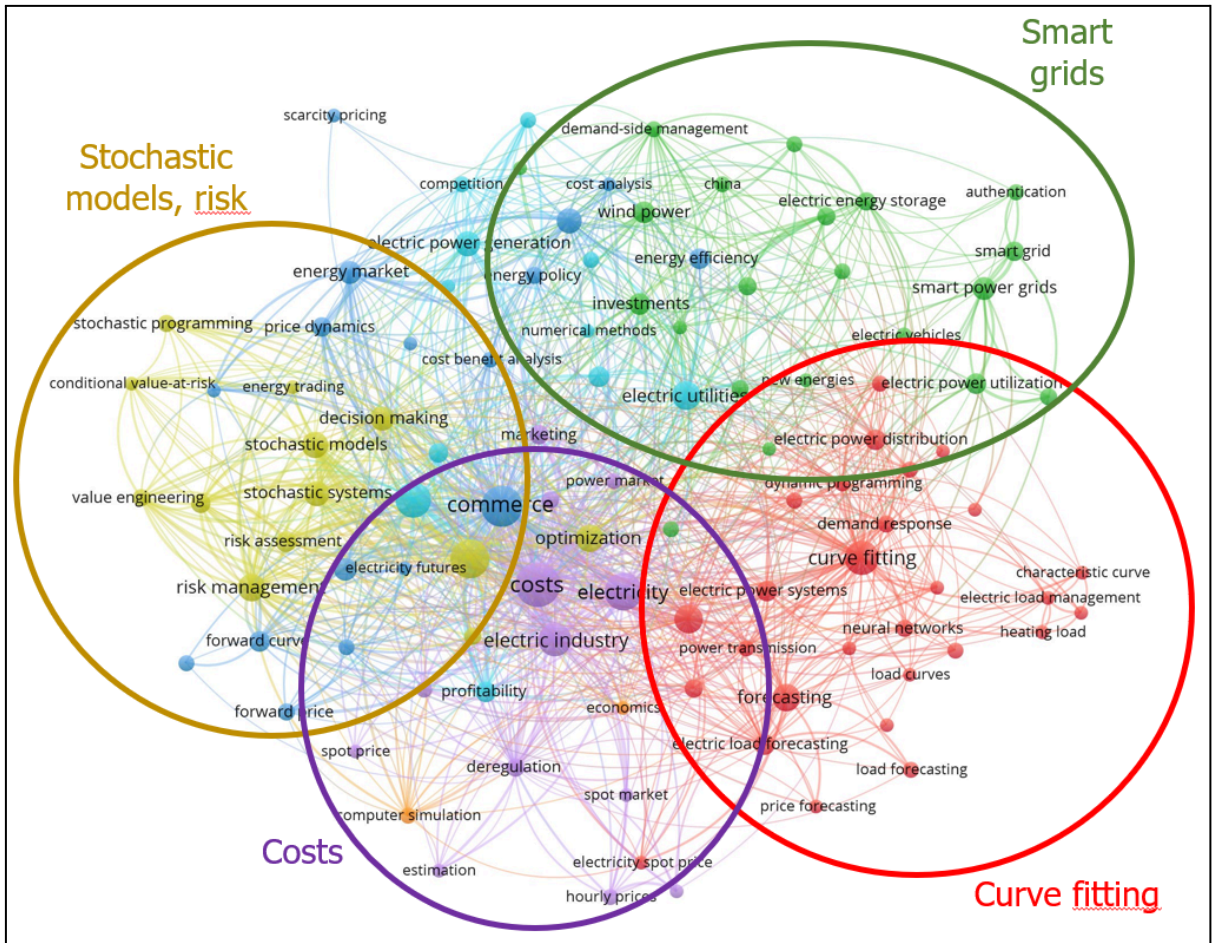 Smart
grids
scarcity pricing
demand-side management
Stochastic
models, risk
competition
cost analysis
china
authentication
electric energy storage
wind power
electric power generation
smart grid
energy efficiency
energy market
energy policy
smart power grids
investments
stochastic programming
price dynamics
numerical methods
electric vehicles
cost benefit analysis
conditional value-at-risk
energy trading
new energies
electric power utilization
electric utilities
decision making
marketing
electric power distribution
stochastic models
power market
dynamic programming
value engineering
stochastic systems
commerce
demand response
risk assessment
optimization
curve fitting
electricity futures
characteristic curve
risk management
costs
electricity
electric power systems
electric load management
forward curve
electric industry
neural networks
heating load
power transmission
load curves
profitability
forecasting
forward price
economics
spot price
electric load forecasting
deregulation
load forecasting
spot market
computer simulation
price forecasting
Costs
estimation
electricity spot price
hourly prices
Curve fitting